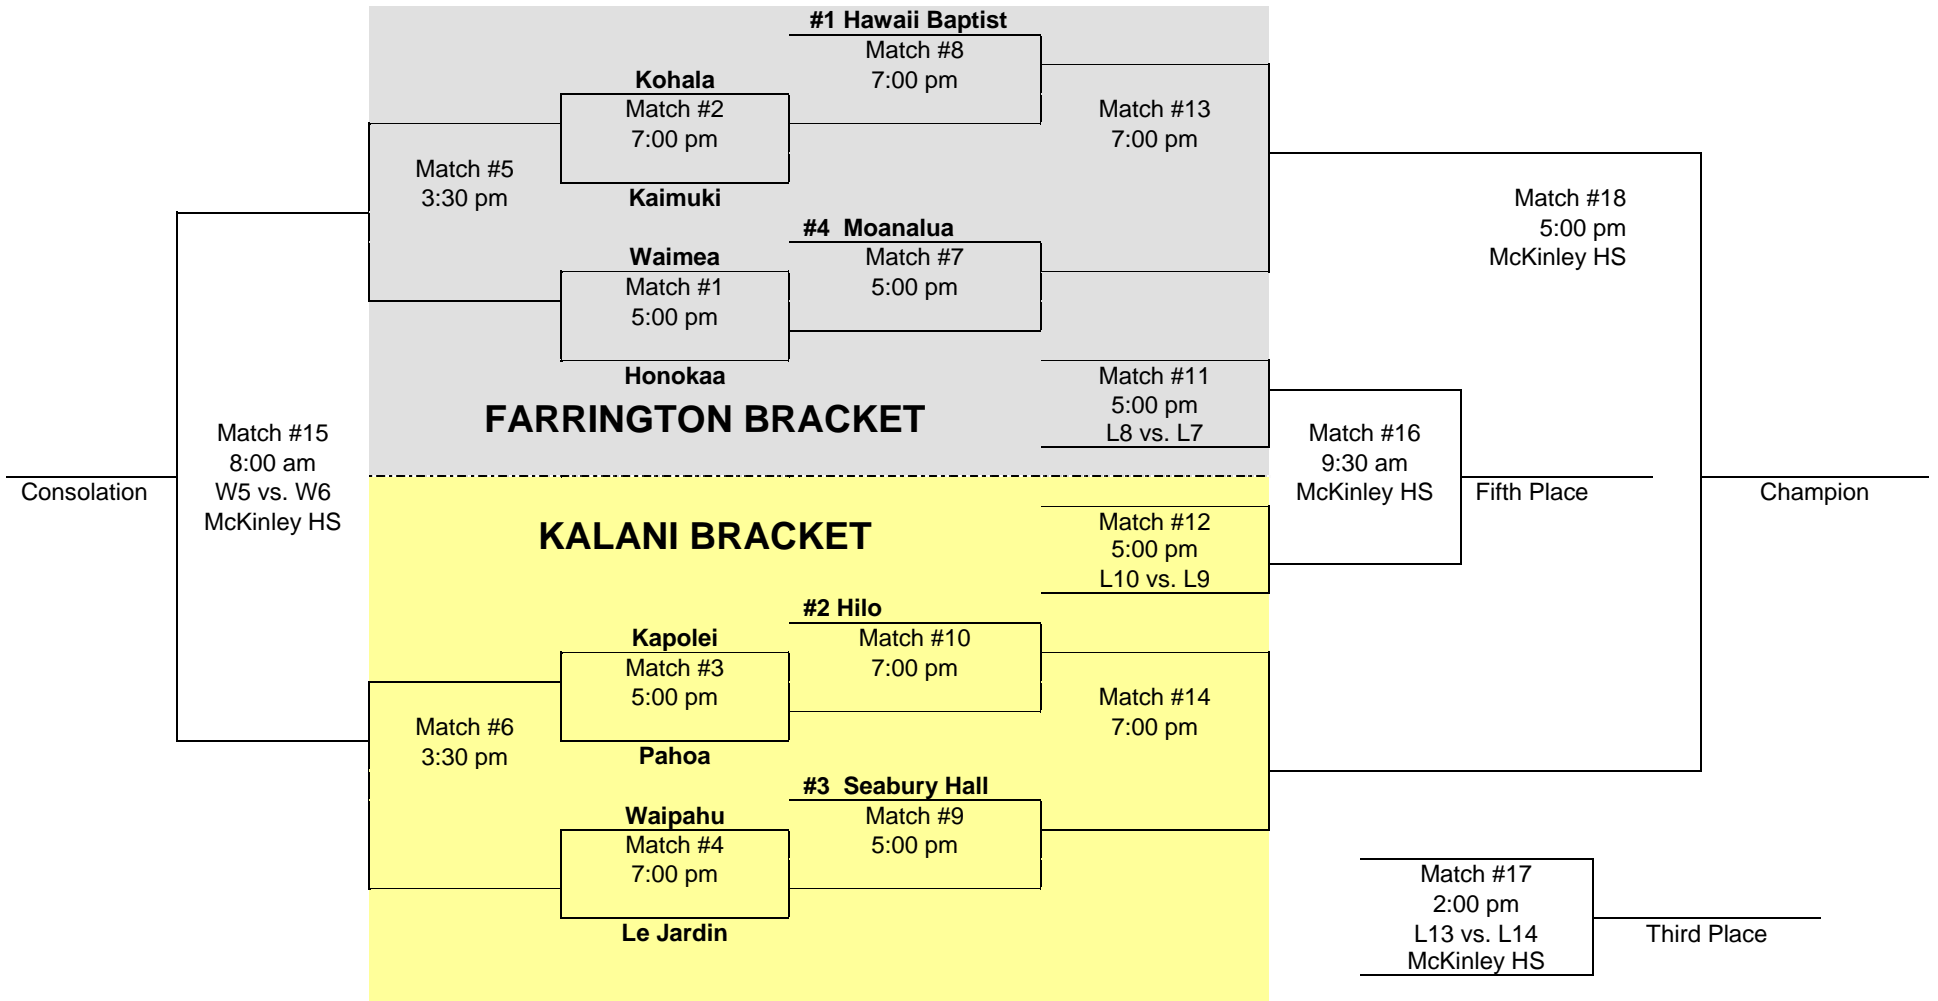 #1 Hawaii Baptist
Match #8
7:00 pm
Kohala
Match #2
7:00 pm
Kaimuki
Match #13
7:00 pm
Match #5
3:30 pm
Match #18
5:00 pm
McKinley HS
#4  Moanalua
Match #7
5:00 pm
Waimea
Match #1
5:00 pm
Honokaa
Match #11
5:00 pm
L8 vs. L7
FARRINGTON BRACKET
Match #15
8:00 am
W5 vs. W6
McKinley HS
Consolation
Match #16
9:30 am
McKinley HS
Fifth Place
Champion
KALANI BRACKET
Match #12
5:00 pm
L10 vs. L9
#2 Hilo
Match #10
7:00 pm
Kapolei
Match #3
5:00 pm
Pahoa
Match #14
7:00 pm
Match #6
3:30 pm
#3  Seabury Hall
Match #9
5:00 pm
Waipahu
Match #4
7:00 pm
Le Jardin
Match #17
2:00 pm
L13 vs. L14
McKinley HS
Third Place